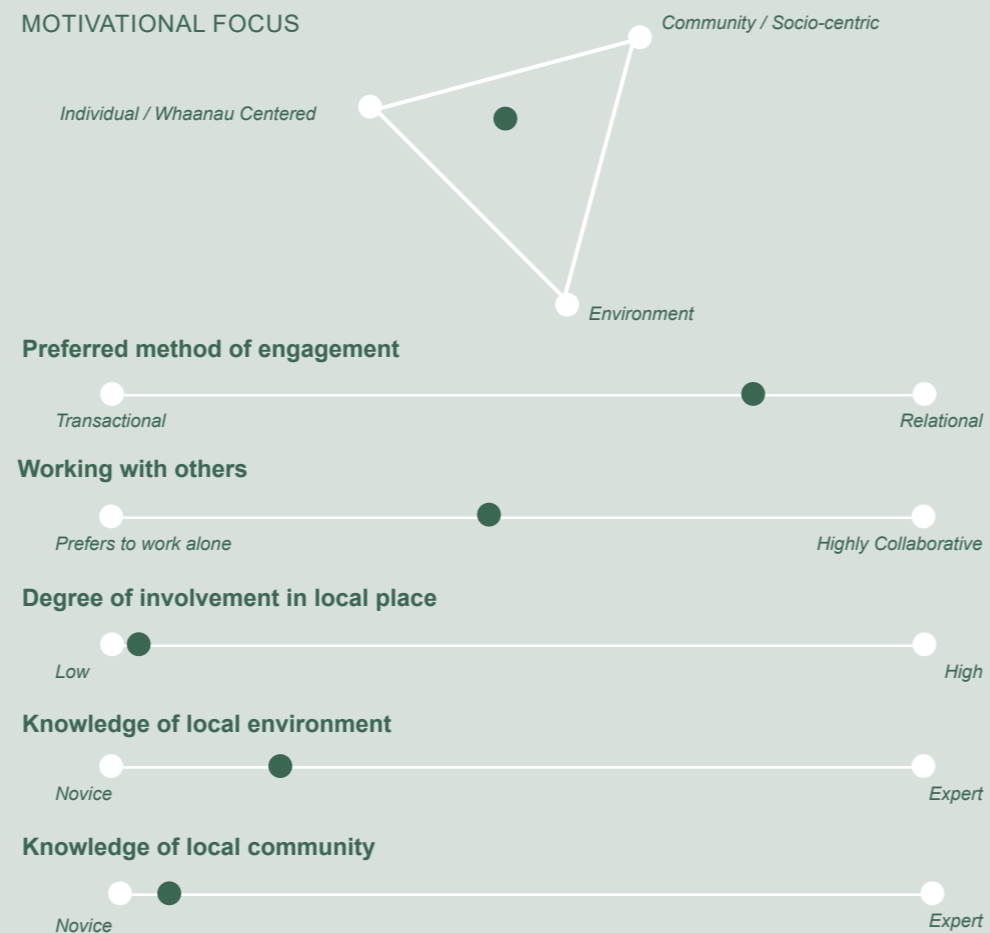 MOTIVATIONAL FOCUS
Community / Socio-centric
Individual / Whaanau Centered
Environment
Preferred method of engagement
Transactional
Relational
Working with others
Prefers to work alone
Highly Collaborative
Degree of involvement in local place
Low
High
Knowledge of local environment
Novice
Expert
Knowledge of local community
Novice
Expert